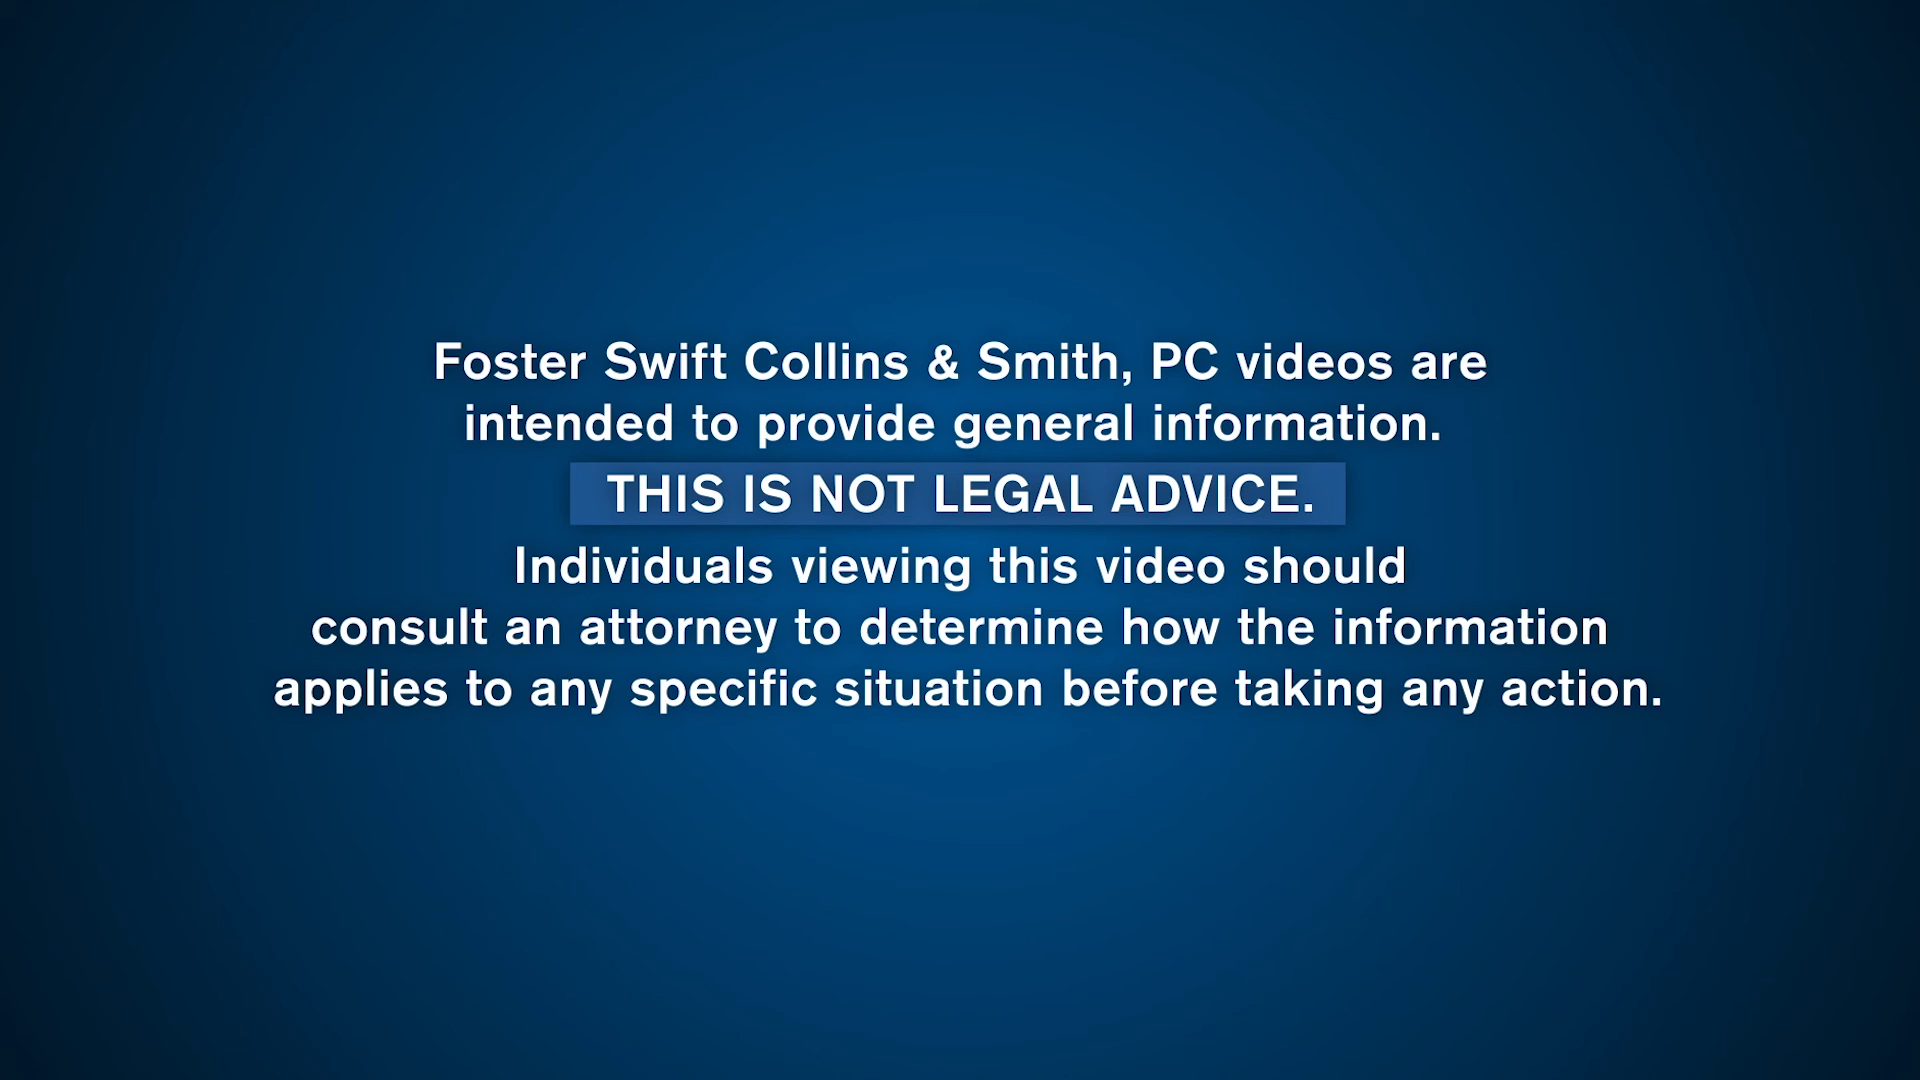 Foster Swift Collins & Smith, PC videos are
intended to provide general information.
THIS IS NOT LEGAL ADVICE.
Individuals viewing this video should
consult an attorney to determine how the information
applies to any specific situation before taking any action.